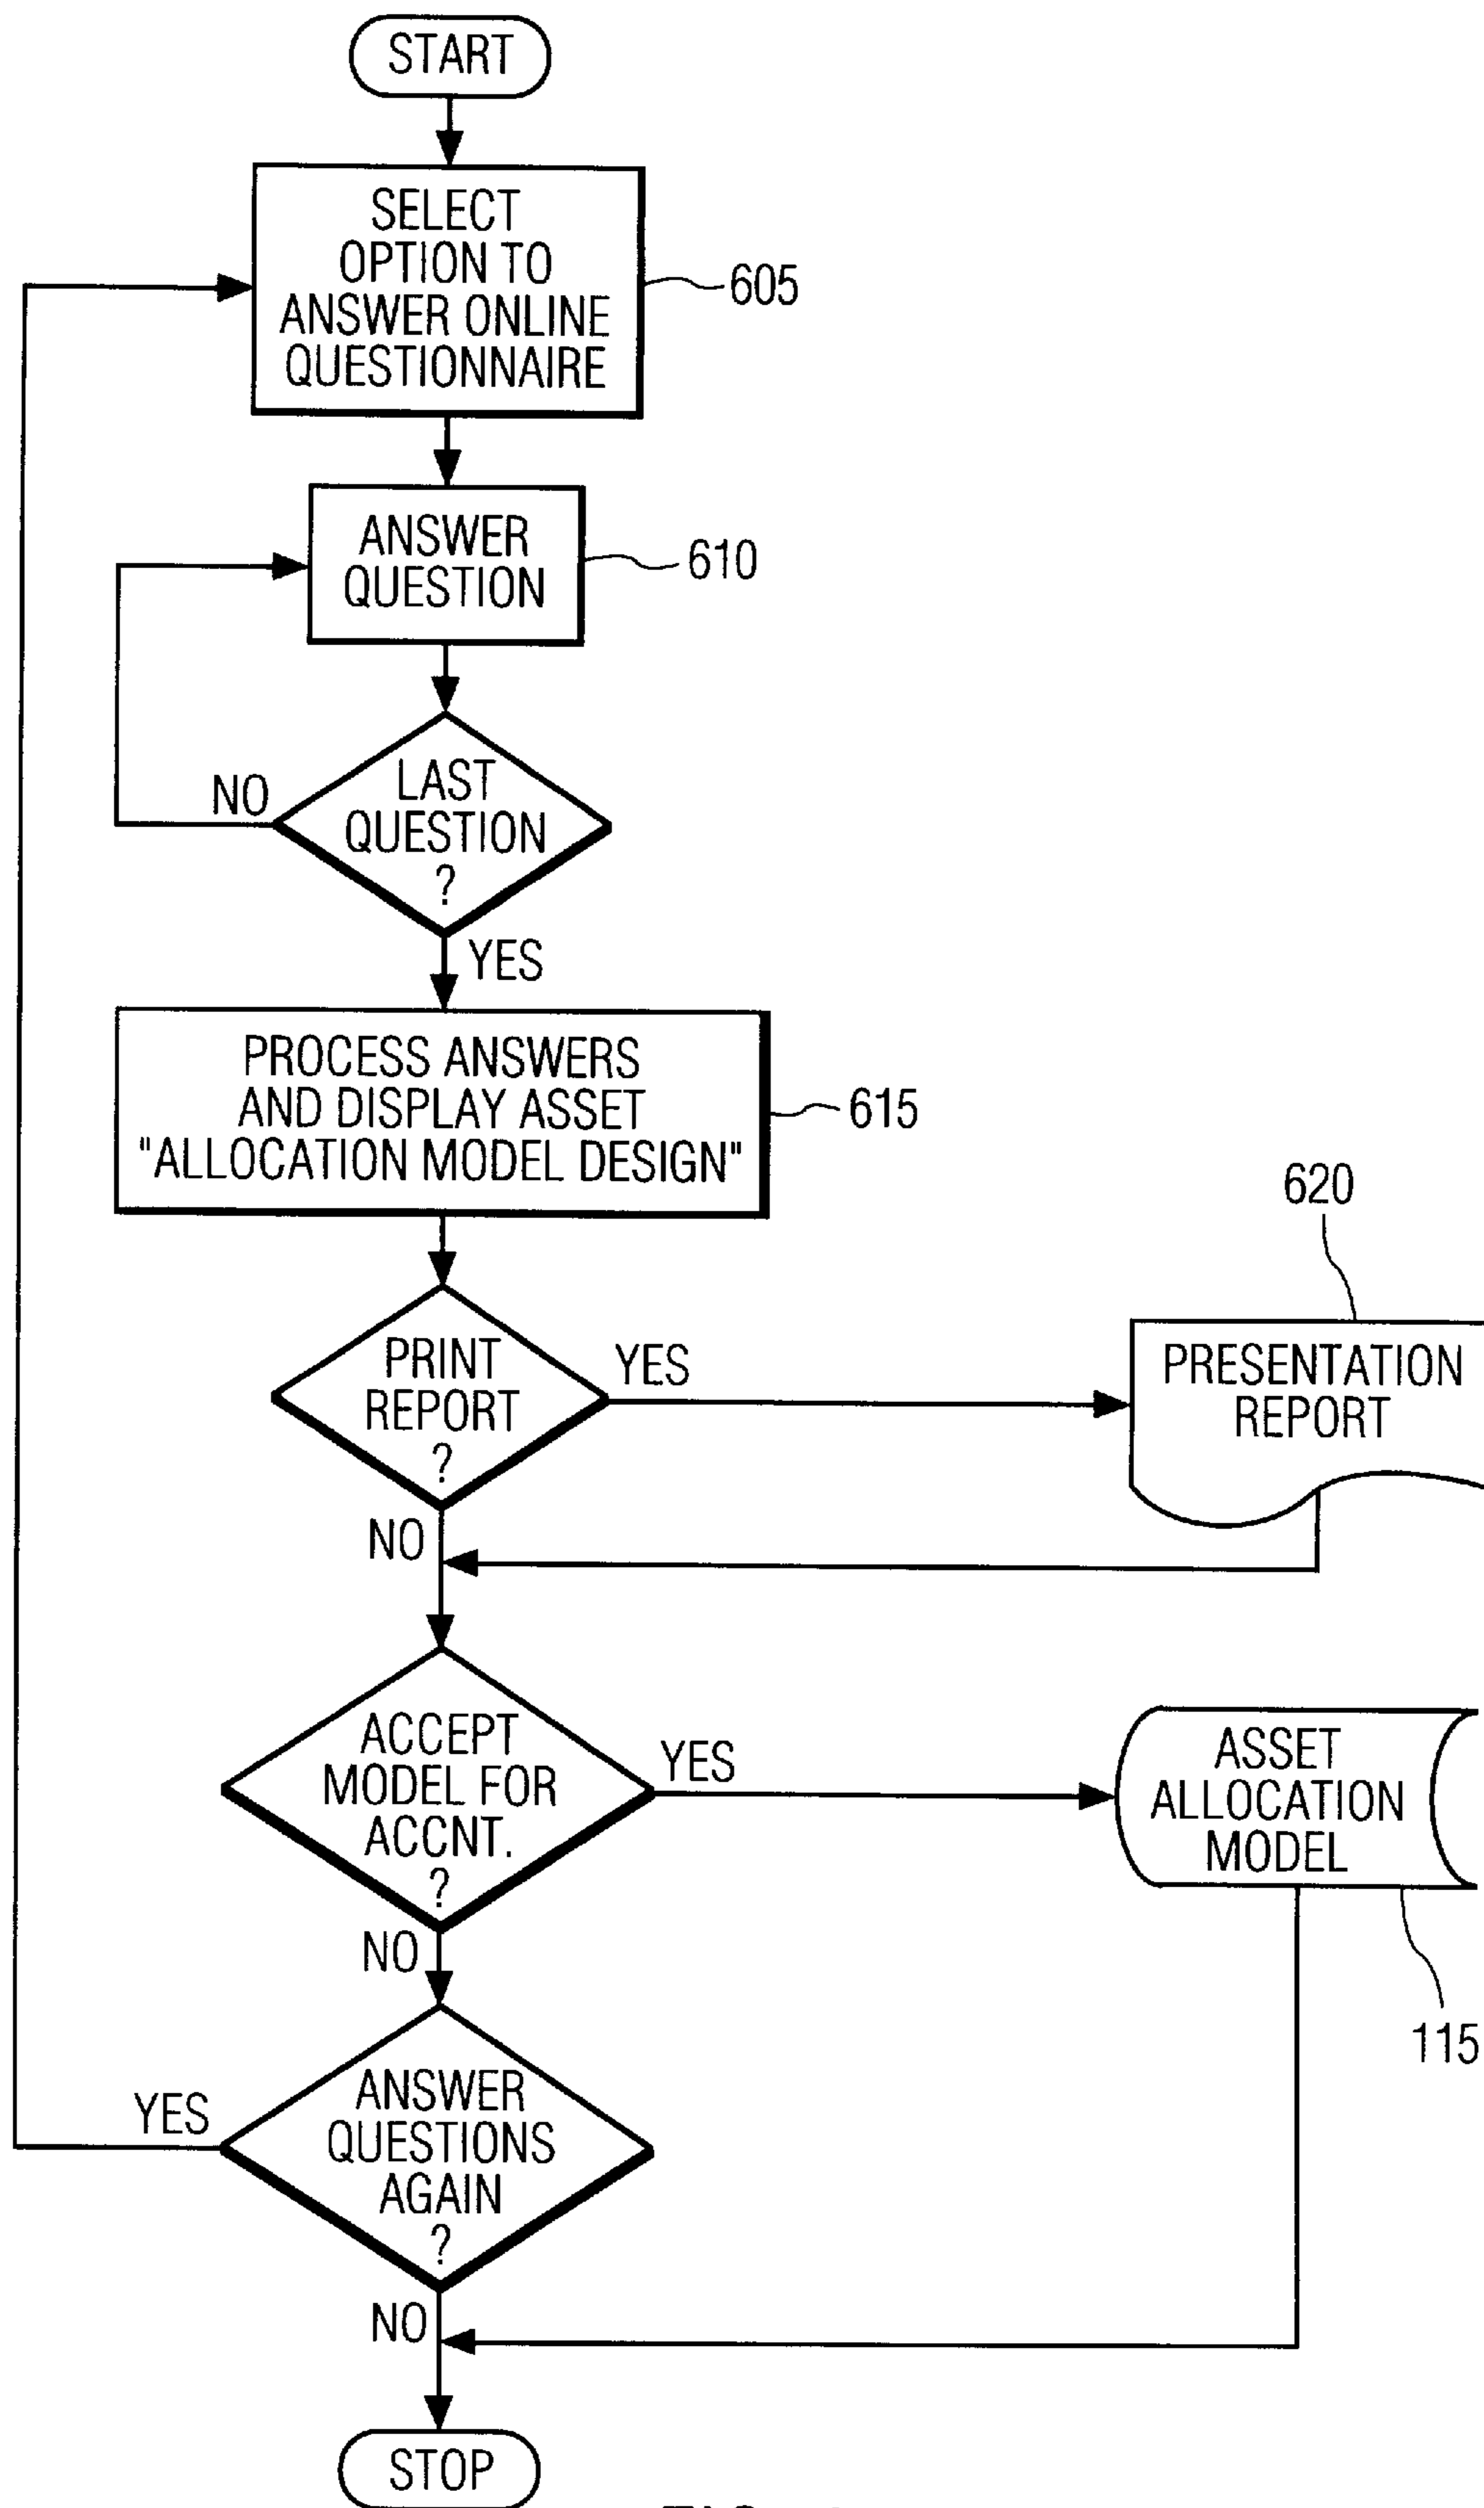 START
SELECT
OPTION TO
ANSWER ONLINE
QUESTIONNAIRE
605
ANSWER
QUESTION
610
LAST
QUESTION
?
NO
YES
PROCESS ANSWERS
AND DISPLAY ASSET
"ALLOCATION MODEL DESIGN"
615
620
PRINT
REPORT
?
YES
PRESENTATION
REPORT
NO
ACCEPT
MODEL FOR
ACCNT.
?
YES
ASSET
ALLOCATION
MODEL
NO
115
ANSWER
QUESTIONS
AGAIN
?
YES
NO
STOP